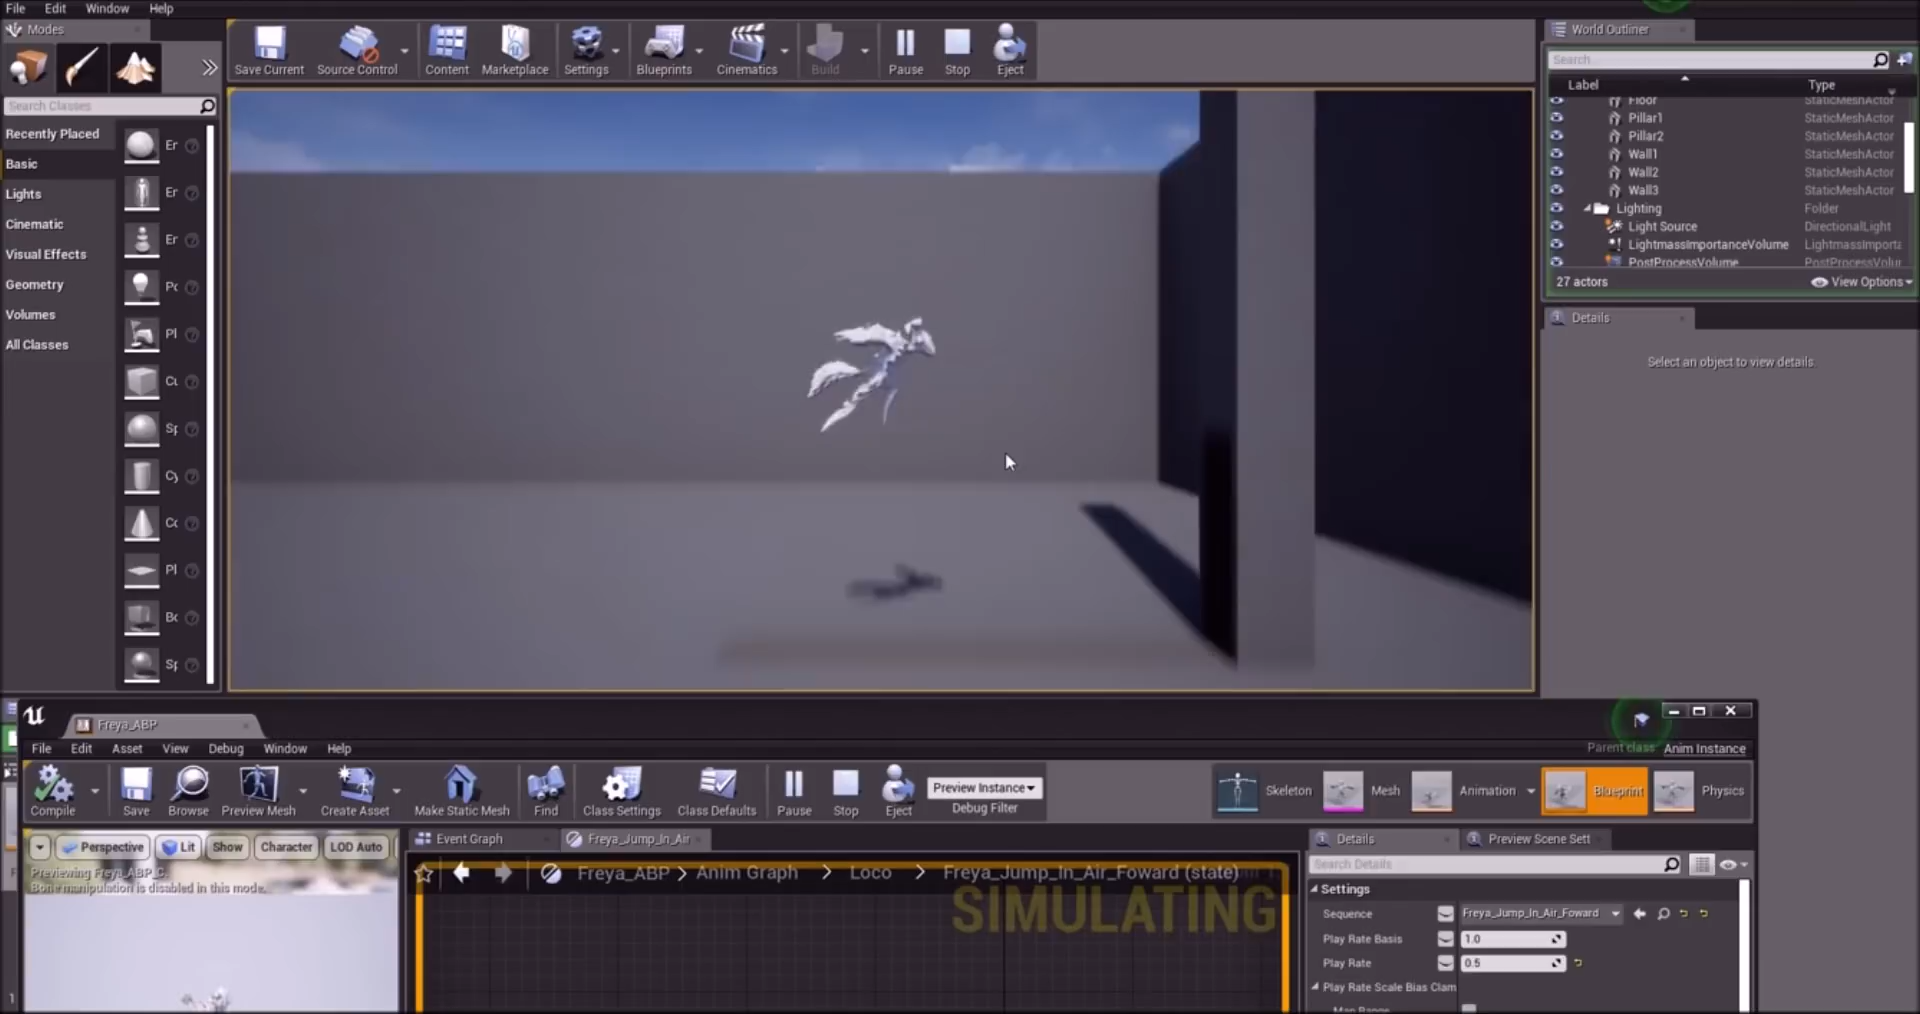 File Edit Window Help
Modes
World Outliner
Save Current Source Control Content Marketplace Settings Blueprints Cinematics Build Pause Stop Eject
Search...
Label Type
Search Classes
Recently Placed
Basic
Lights
Cinematic
Visual Effects
Geometry
Volumes
All Classes
Er
Er
Er
Pl
Floor StaticMeshActor
Pillar1 StaticMeshActor
Pillar2 StaticMeshActor
Wall1 StaticMeshActor
Wall2 StaticMeshActor
Wall3 StaticMeshActor
Lighting Folder
Light Source DirectionalLight
LightmassImportanceVolume LightmassImporta
PostProcessVolume PostProcessVolur
27 actors View Options
Details
Select an object to view details.
Freya_ABP
File Edit Asset View Debug Window Help
Parent class Anim Instance
Compile Save Browse Preview Mesh Create Asset Make Static Mesh Find Class Settings Class Defaults Pause Stop Eject
Preview Instance
Debug Filter
Skeleton Mesh Animation Blueprint Physics
Perspective Lit Show Character LOD Auto
Previewing Freya_ABP_C.
Bone manipulation is disabled in this mode.
Event Graph Freya_Jump_In_Air
Freya_ABP > Anim Graph > Loco > Freya_Jump_In_Air_Foward (state)
SIMULATING
Details Preview Scene Sett
Search Details
Settings
Sequence Freya_Jump_In_Air_Foward
Play Rate Basis 1.0
Play Rate 0.5
Play Rate Scale Bias Clam
Map Range